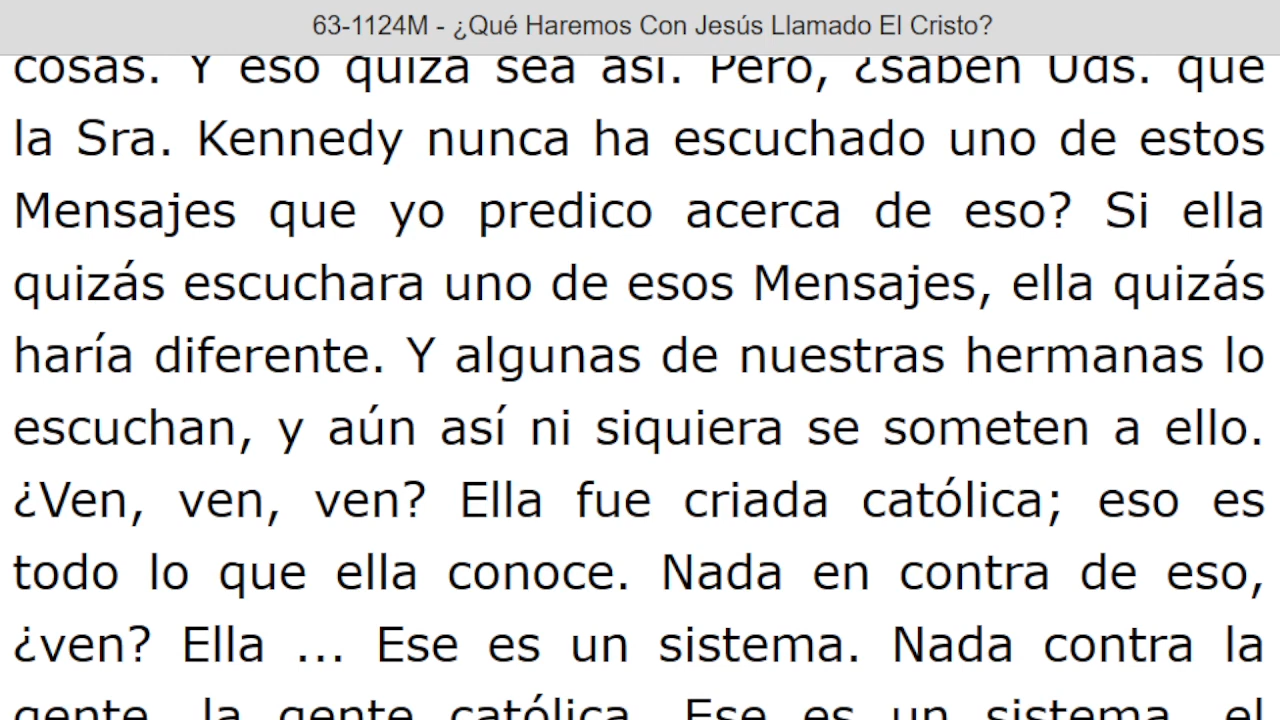 63-1124M - ¿Qué Haremos Con Jesús Llamado El Cristo?
cosas. Y eso quizá sea así. Pero, ¿saben Uds. que
la Sra. Kennedy nunca ha escuchado uno de estos
Mensajes que yo predico acerca de eso? Si ella
quizás escuchara uno de esos Mensajes, ella quizás
haría diferente. Y algunas de nuestras hermanas lo
escuchan, y aún así ni siquiera se someten a ello.
¿Ven, ven, ven? Ella fue criada católica; eso es
todo lo que ella conoce. Nada en contra de eso,
¿ven? Ella ... Ese es un sistema. Nada contra la
gente, la gente católica. Ese es un sistema, el